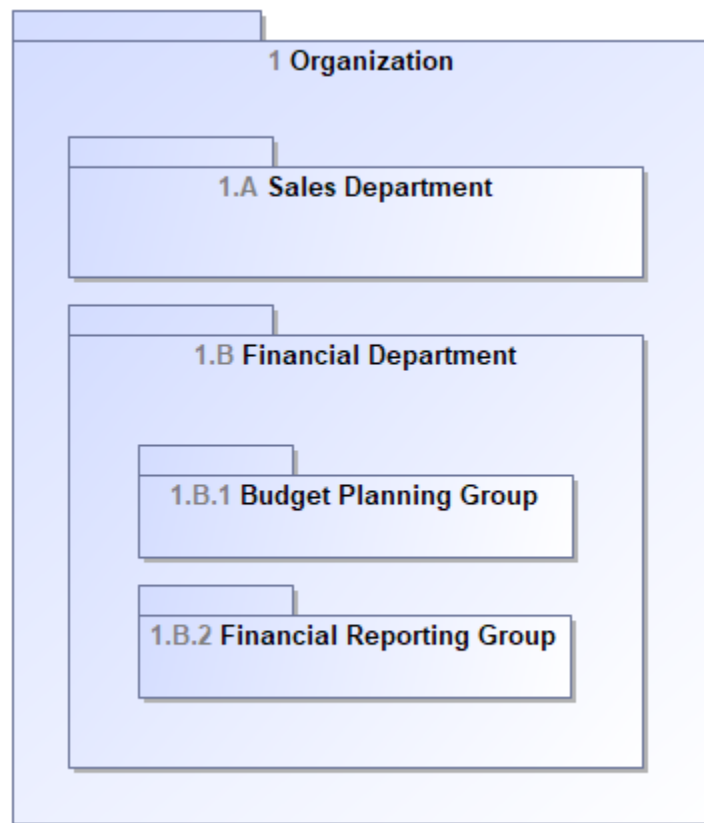 1 Organization
1.A Sales Department
1.B Financial Department
1.B.1 Budget Planning Group
1.B.2 Financial Reporting Group